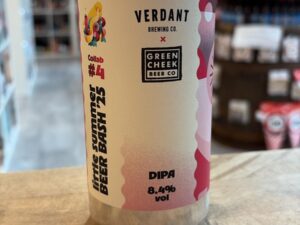 VERDANT
BREWING CO.
x
GREEN
CHEEK
BEER CO
Collab
#4
little summer
BEER BASH '25
DIPA
8.4%
vol